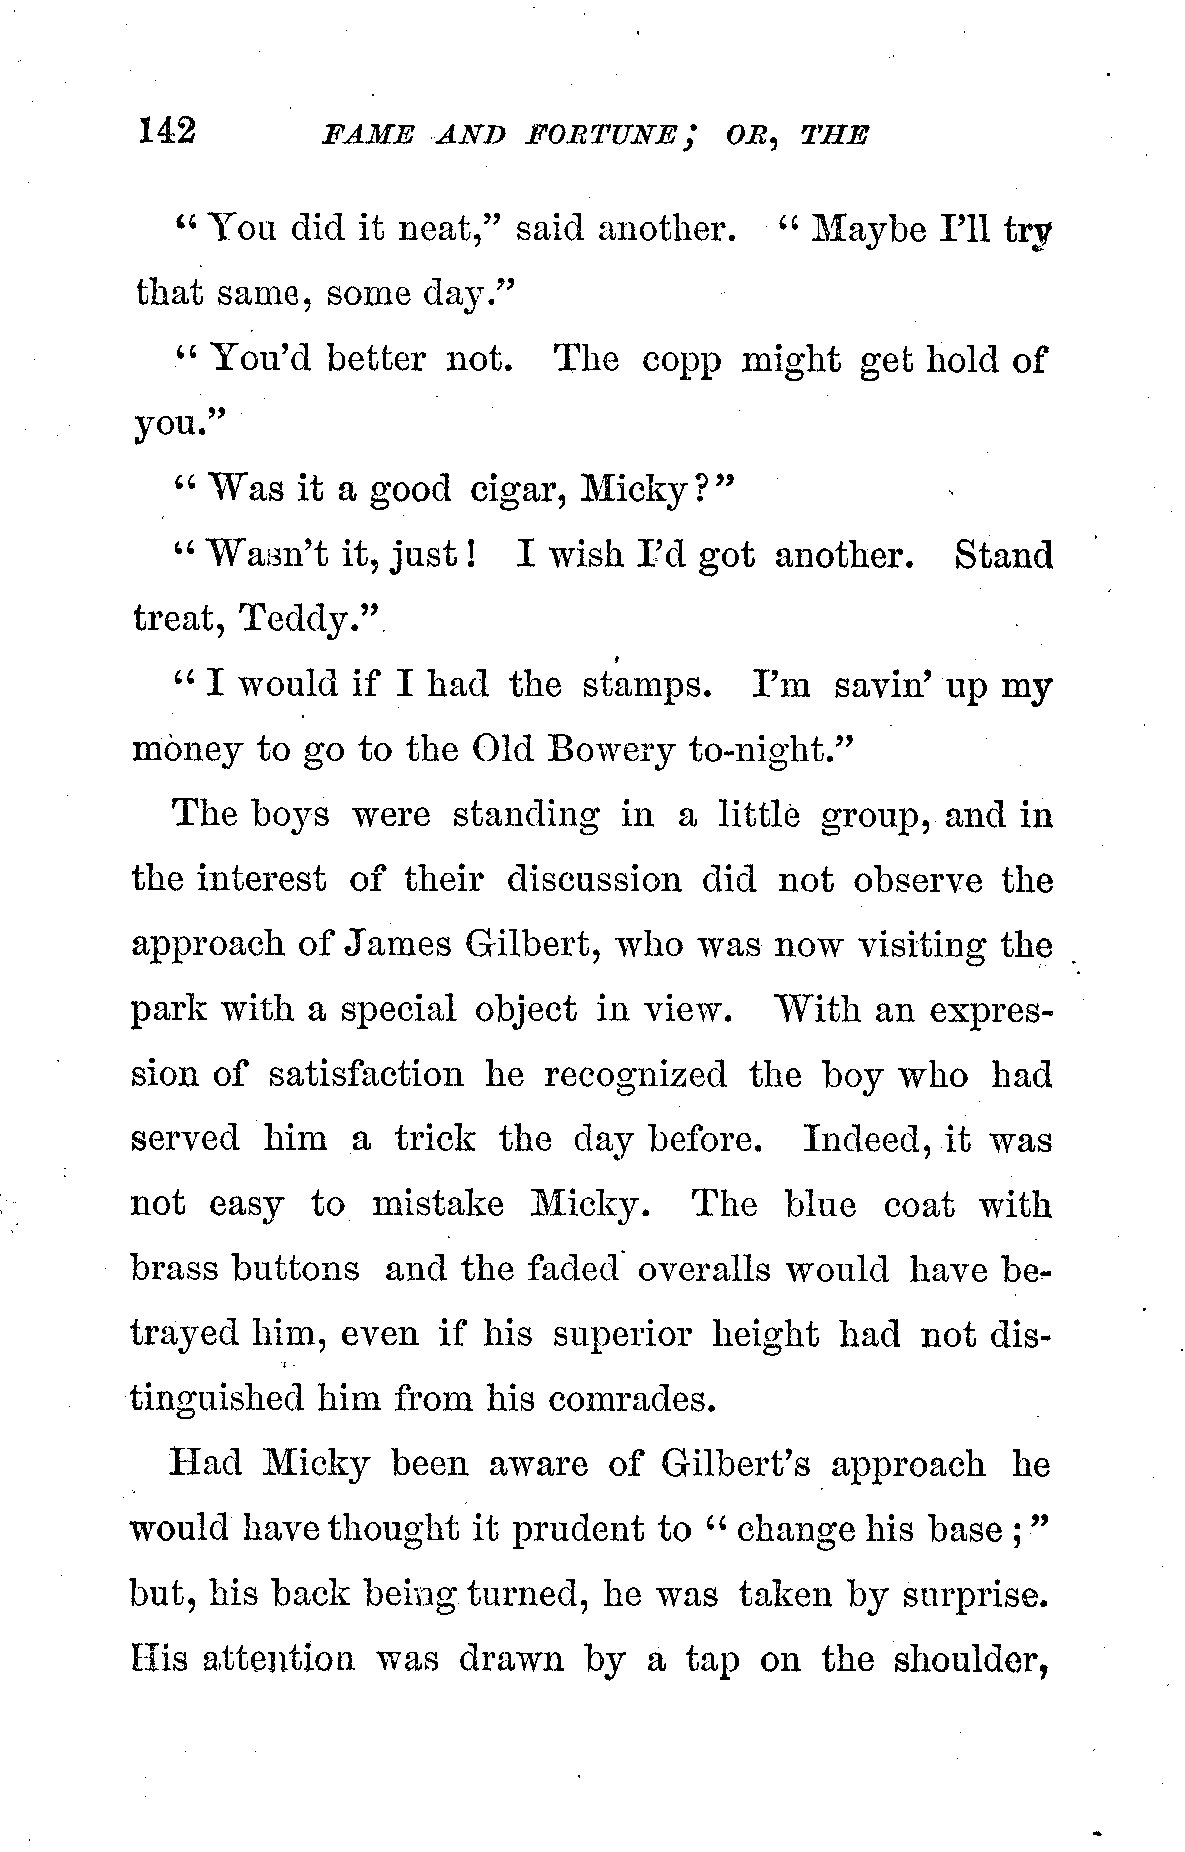 142 FAME AND FORTUNE; OR, THE
“You did it neat,” said another. “Maybe I’ll try
that same, some day.”
“You’d better not. The copp might get hold of
you.”
“Was it a good cigar, Micky?”
“Wasn’t it, just! I wish I’d got another. Stand
treat, Teddy.”
“I would if I had the stamps. I’m savin’ up my
money to go to the Old Bowery to-night.”
The boys were standing in a little group, and in
the interest of their discussion did not observe the
approach of James Gilbert, who was now visiting the
park with a special object in view. With an expres-
sion of satisfaction he recognized the boy who had
served him a trick the day before. Indeed, it was
not easy to mistake Micky. The blue coat with
brass buttons and the faded overalls would have be-
trayed him, even if his superior height had not dis-
tinguished him from his comrades.
Had Micky been aware of Gilbert’s approach he
would have thought it prudent to “change his base;”
but, his back being turned, he was taken by surprise.
His attention was drawn by a tap on the shoulder,